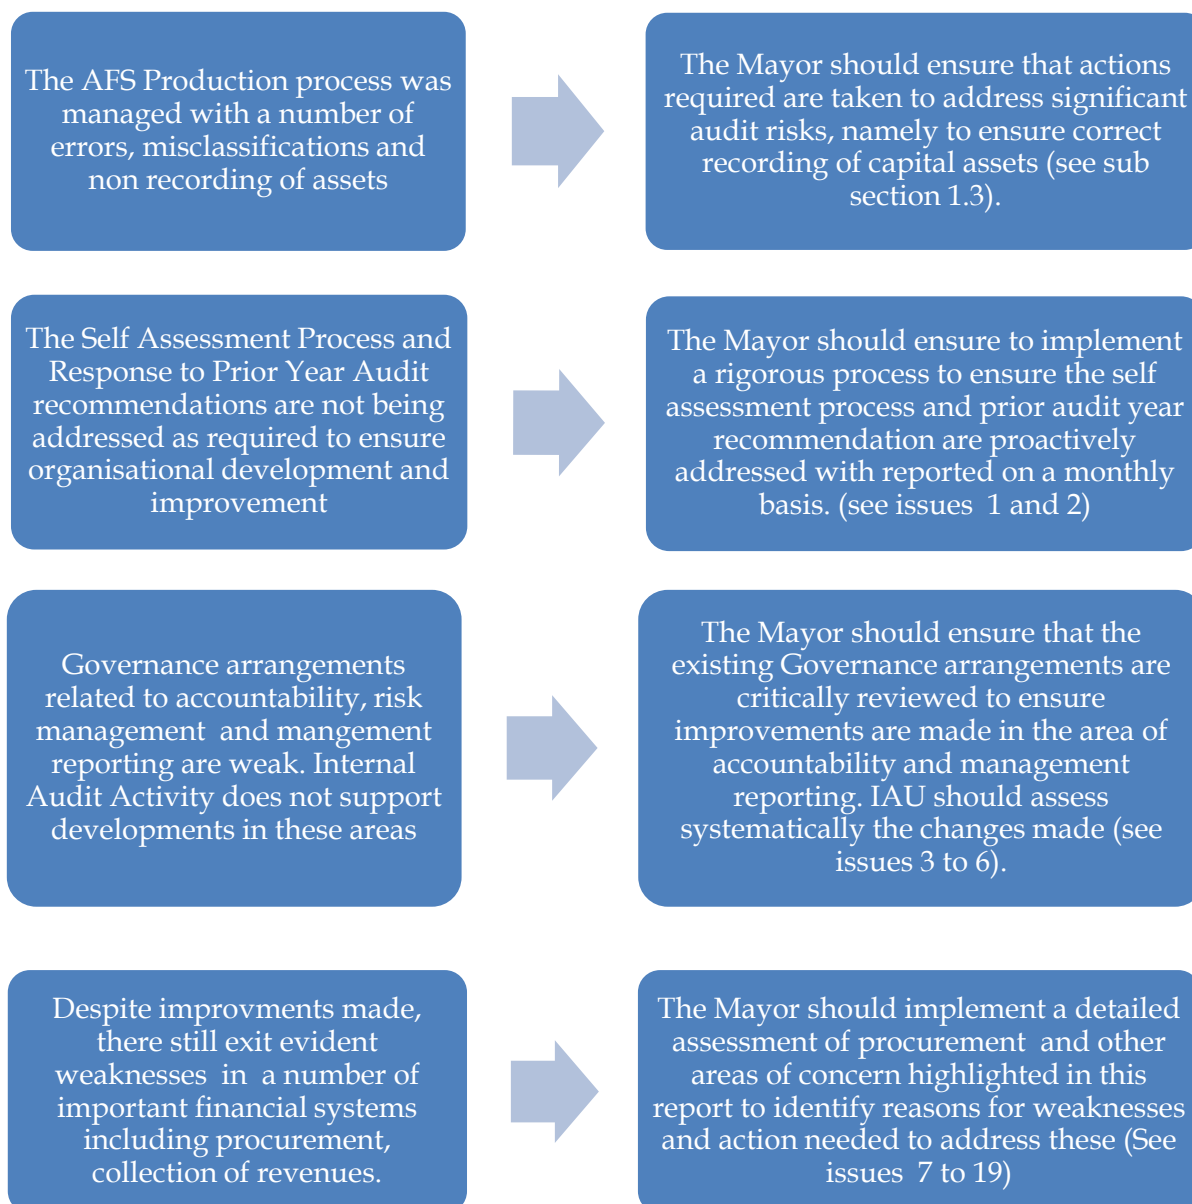 The AFS Production process was
managed with a number of
errors, misclassifications and
non recording of assets
The Mayor should ensure that actions
required are taken to address significant
audit risks, namely to ensure correct
recording of capital assets (see sub
section 1.3).
The Self Assessment Process and
Response to Prior Year Audit
recommendations are not being
addressed as required to ensure
organisational development and
improvement
The Mayor should ensure to implement
a rigorous process to ensure the self
assessment process and prior audit year
recommendation are proactively
addressed with reported on a monthly
basis. (see issues 1 and 2)
Governance arrangements
related to accountability, risk
management and mangement
reporting are weak. Internal
Audit Activity does not support
developments in these areas
The Mayor should ensure that the
existing Governance arrangements are
critically reviewed to ensure
improvements are made in the area of
accountability and management
reporting. IAU should assess
systematically the changes made (see
issues 3 to 6).
Despite improvments made,
there still exit evident
weaknesses in a number of
important financial systems
including procurement,
collection of revenues.
The Mayor should implement a detailed
assessment of procurement and other
areas of concern highlighted in this
report to identify reasons for weaknesses
and action needed to address these (See
issues 7 to 19)